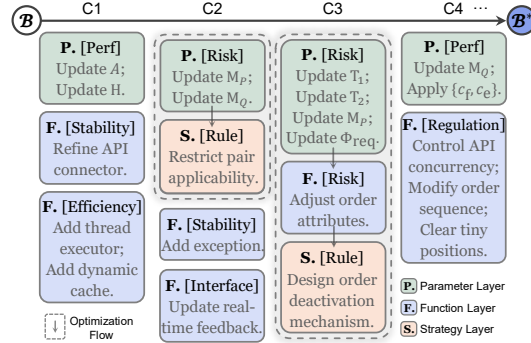 C1 C2 C3 C4 ···
𝓑 𝓑*
P. [Perf]
Update A;
Update H.
F. [Stability]
Refine API
connector.
F. [Efficiency]
Add thread
executor;
Add dynamic
cache.
P. [Risk]
Update M_P;
Update M_Q.
S. [Rule]
Restrict pair
applicability.
F. [Stability]
Add exception.
F. [Interface]
Update real-
time feedback.
P. [Risk]
Update T₁;
Update T₂;
Update M_P;
Update Φ_req.
F. [Risk]
Adjust order
attributes.
S. [Rule]
Design order
deactivation
mechanism.
P. [Perf]
Update M_Q;
Apply {c_f, c_e}.
F. [Regulation]
Control API
concurrency;
Modify order
sequence;
Clear tiny
positions.
Optimization
Flow
P. Parameter Layer
F. Function Layer
S. Strategy Layer